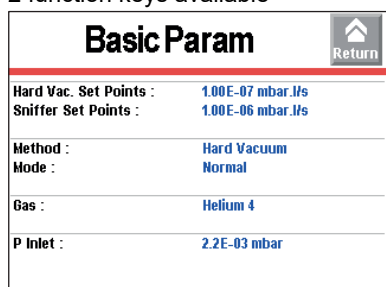 2 function keys available
Basic Param
Return
Hard Vac. Set Points : 1.00E-07 mbar.l/s
Sniffer Set Points : 1.00E-06 mbar.l/s
Method : Hard Vacuum
Mode : Normal
Gas : Helium 4
P Inlet : 2.2E-03 mbar